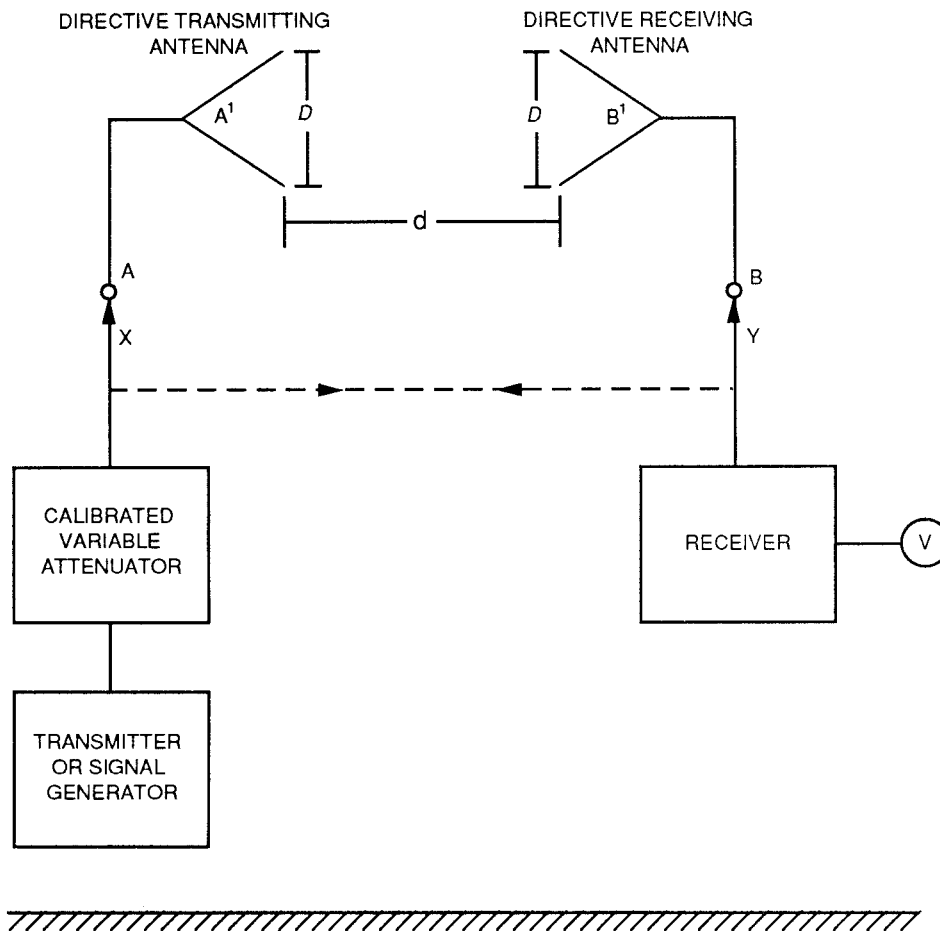 DIRECTIVE TRANSMITTING
ANTENNA
DIRECTIVE RECEIVING
ANTENNA
A¹
D
D
B¹
d
A
B
X
Y
CALIBRATED
VARIABLE
ATTENUATOR
RECEIVER
V
TRANSMITTER
OR SIGNAL
GENERATOR